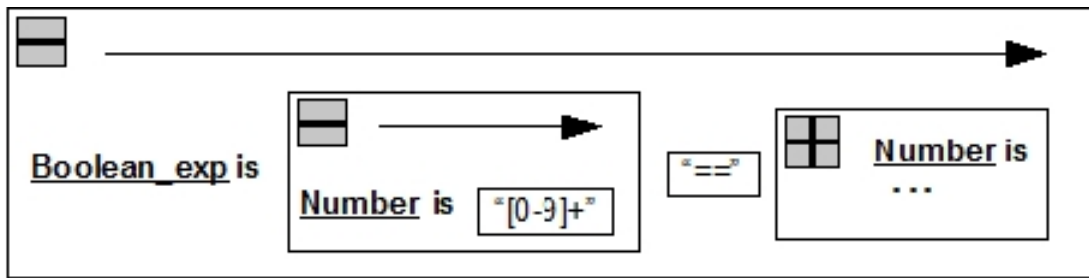 Boolean_exp is
Number is “[0-9]+”
“==”
Number is
...